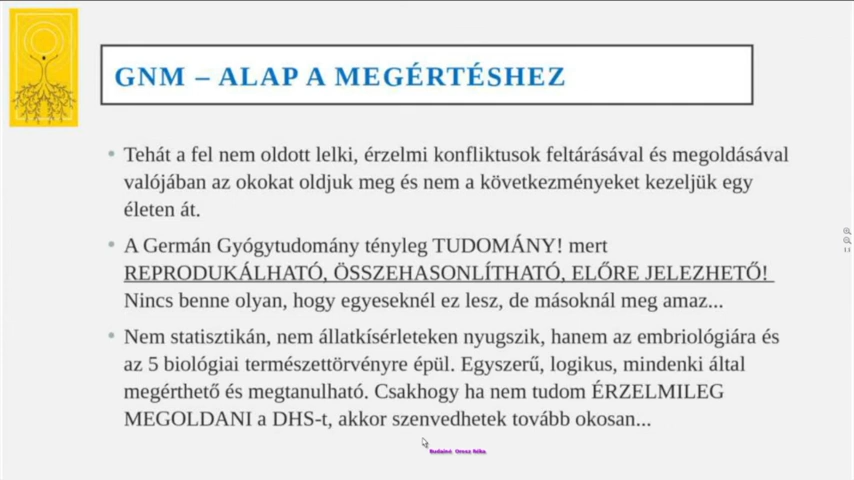 GNM – ALAP A MEGÉRTÉSHEZ
• Tehát a fel nem oldott lelki, érzelmi konfliktusok feltárásával és megoldásával
valójában az okokat oldjuk meg és nem a következményeket kezeljük egy
életen át.
• A Germán Gyógytudomány tényleg TUDOMÁNY! mert
REPRODUKÁLHATÓ, ÖSSZEHASONLÍTHATÓ, ELŐRE JELEZHETŐ!
Nincs benne olyan, hogy egyeseknél ez lesz, de másoknál meg amaz...
• Nem statisztikán, nem állatkísérleteken nyugszik, hanem az embriológiára és
az 5 biológiai természettörvényre épül. Egyszerű, logikus, mindenki által
megérthető és megtanulható. Csakhogy ha nem tudom ÉRZELMILEG
MEGOLDANI a DHS-t, akkor szenvedhetek tovább okosan...
Orosz Réka